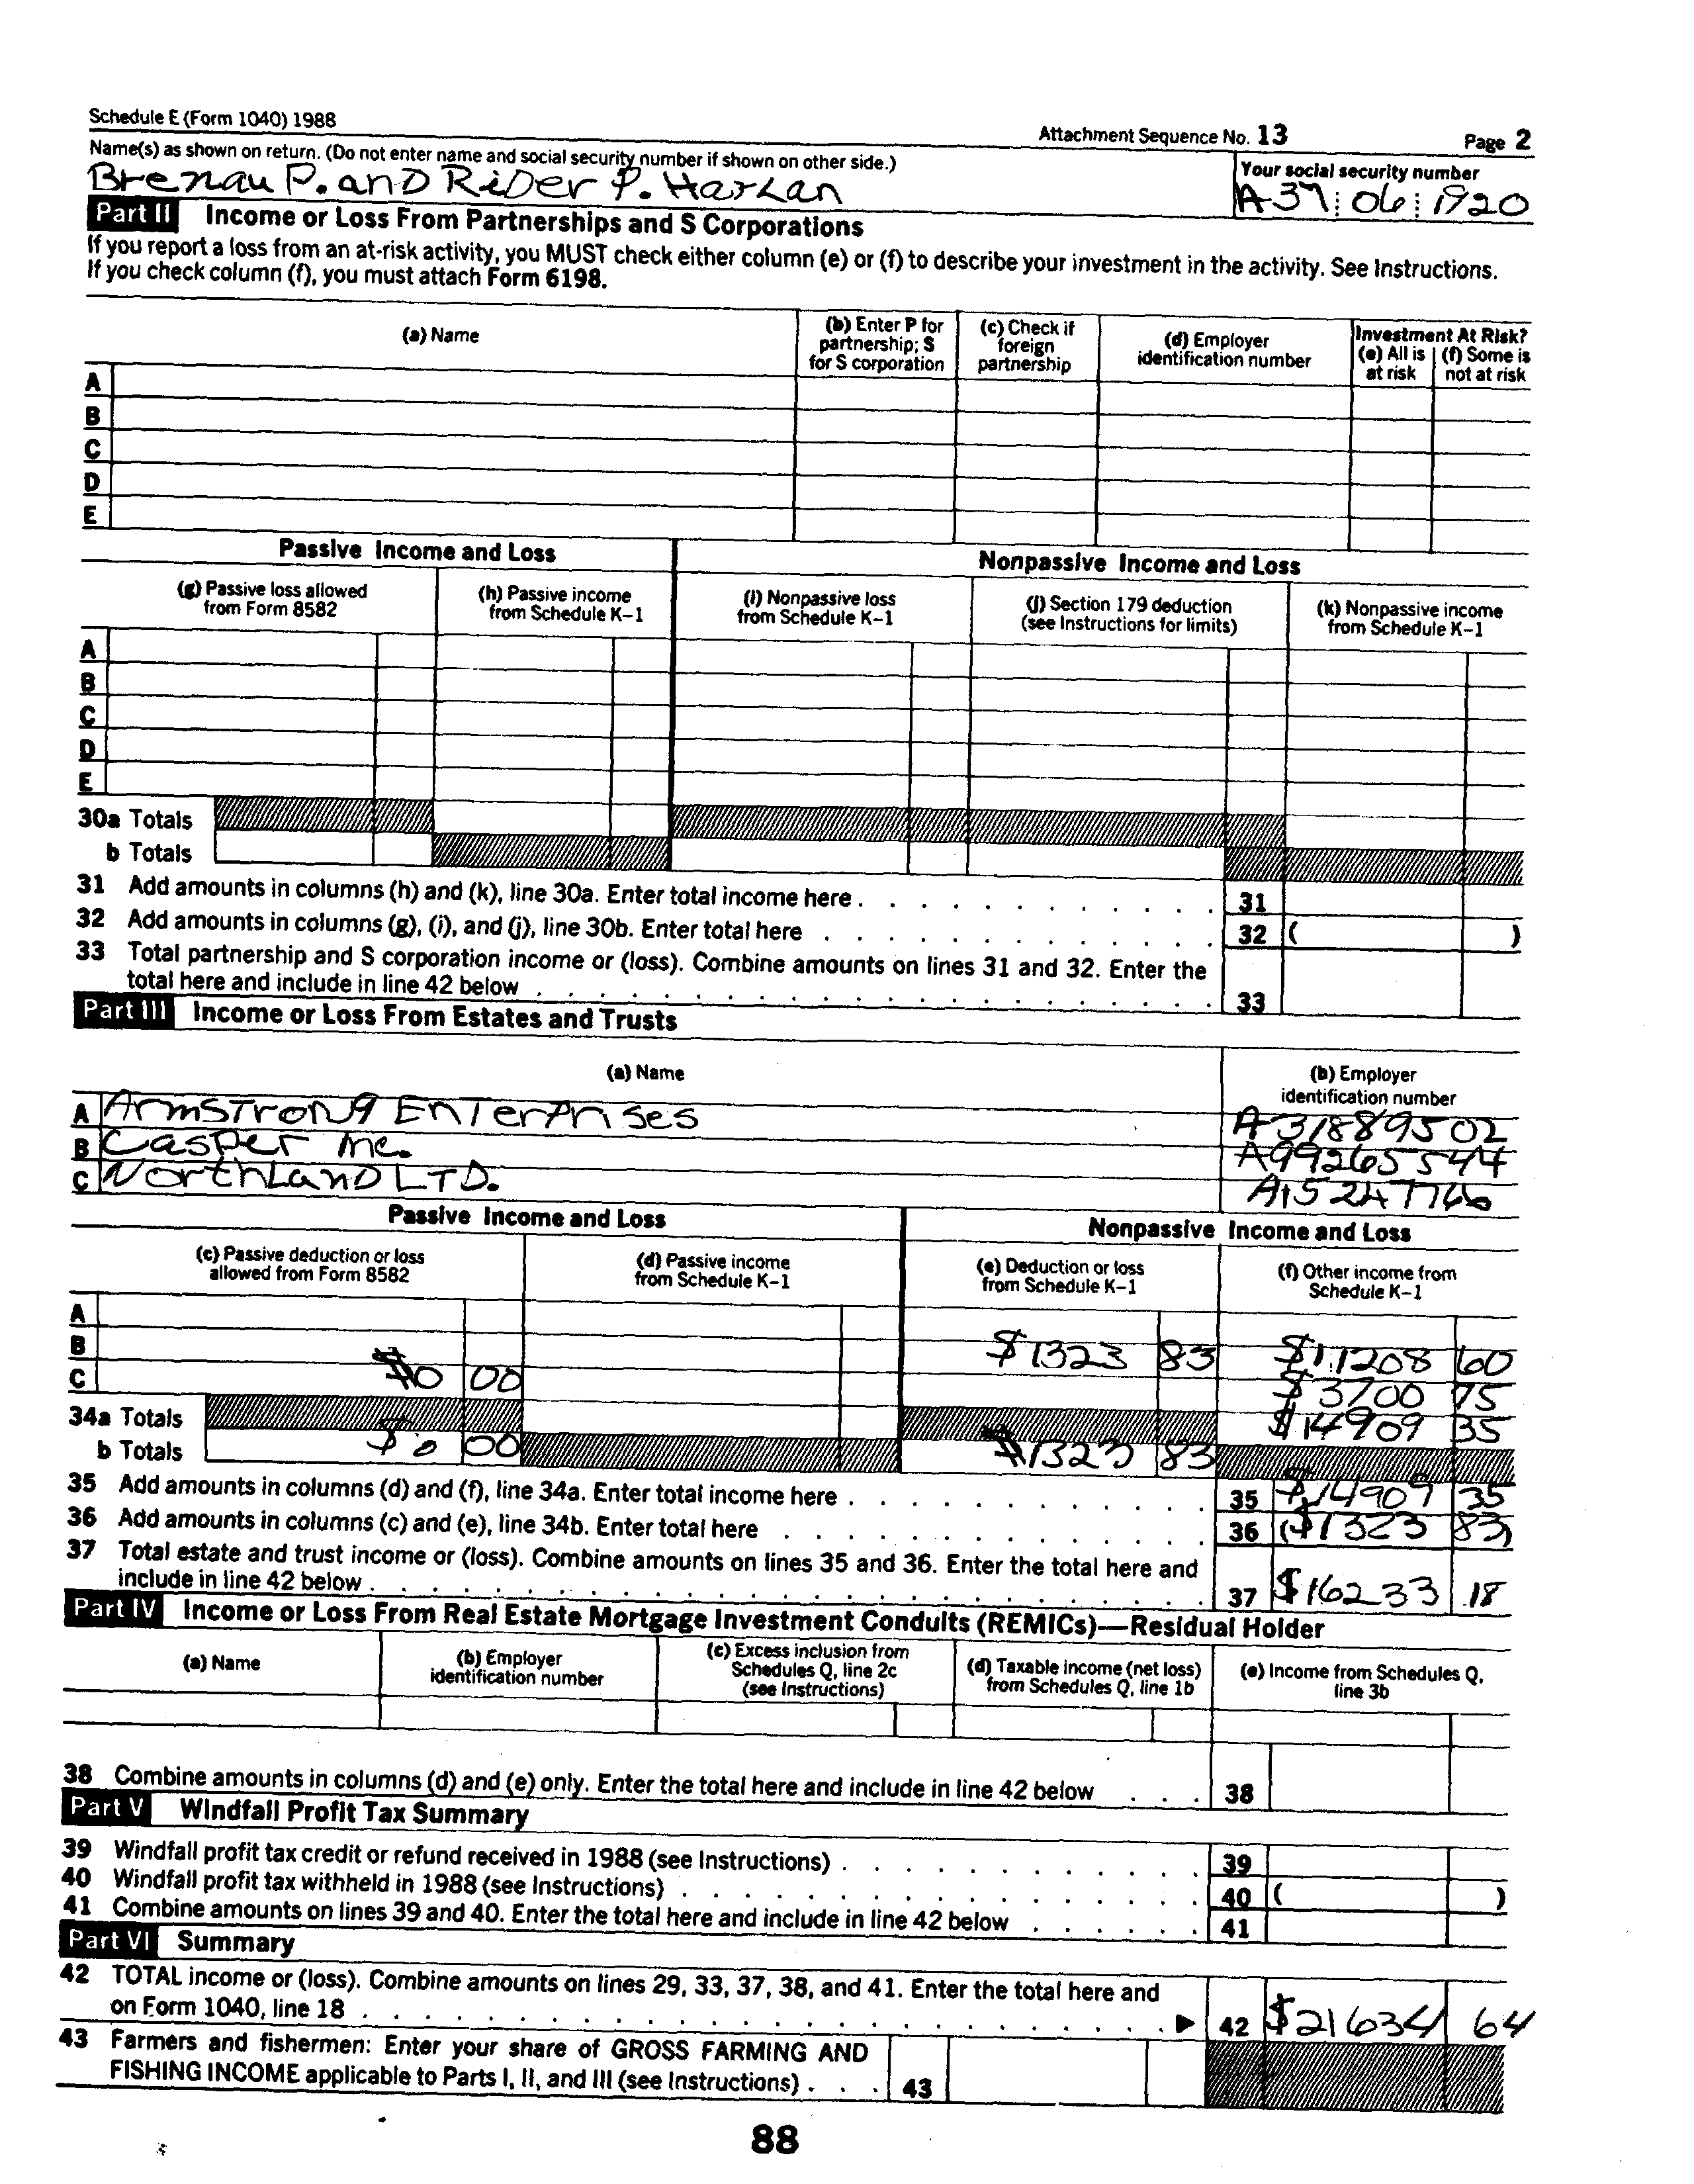 Schedule E (Form 1040) 1988
Attachment Sequence No. 13
Page 2
Name(s) as shown on return. (Do not enter name and social security number if shown on other side.)
Your social security number
Brenau P. and Rider P. Harlan
A37 06 1920
Part II Income or Loss From Partnerships and S Corporations
If you report a loss from an at-risk activity, you MUST check either column (e) or (f) to describe your investment in the activity. See Instructions.
If you check column (f), you must attach Form 6198.
(a) Name
(b) Enter P for partnership; S for S corporation
(c) Check if foreign partnership
(d) Employer identification number
Investment At Risk?
(e) All is at risk
(f) Some is not at risk
A
B
C
D
E
Passive Income and Loss
Nonpassive Income and Loss
(g) Passive loss allowed from Form 8582
(h) Passive income from Schedule K-1
(i) Nonpassive loss from Schedule K-1
(j) Section 179 deduction (see Instructions for limits)
(k) Nonpassive income from Schedule K-1
A
B
C
D
E
30a Totals
b Totals
31 Add amounts in columns (h) and (k), line 30a. Enter total income here . . . . . . . . . . . . 31
32 Add amounts in columns (g), (i), and (j), line 30b. Enter total here . . . . . . . . . . . . . 32 ( )
33 Total partnership and S corporation income or (loss). Combine amounts on lines 31 and 32. Enter the
total here and include in line 42 below . . . . . . . . . . . . . . . . . . . . . . 33
Part III Income or Loss From Estates and Trusts
(a) Name
(b) Employer identification number
A Armstrong Enterprises A31889502
B Casper Inc. A99265544
C Northland LTD. A15247766
Passive Income and Loss
Nonpassive Income and Loss
(c) Passive deduction or loss allowed from Form 8582
(d) Passive income from Schedule K-1
(e) Deduction or loss from Schedule K-1
(f) Other income from Schedule K-1
A
B $1323 83 $11208 60
C $0 00 $3700 75
34a Totals $14909 35
b Totals $0 00 $1323 83
35 Add amounts in columns (d) and (f), line 34a. Enter total income here . . . . . . . . . . . . 35 $14909 35
36 Add amounts in columns (c) and (e), line 34b. Enter total here . . . . . . . . . . . . . . 36 ($1323 83)
37 Total estate and trust income or (loss). Combine amounts on lines 35 and 36. Enter the total here and
include in line 42 below . . . . . . . . . . . . . . . . . . . . . . . . . . . 37 $16233 18
Part IV Income or Loss From Real Estate Mortgage Investment Conduits (REMICs)—Residual Holder
(a) Name
(b) Employer identification number
(c) Excess inclusion from Schedules Q, line 2c (see Instructions)
(d) Taxable income (net loss) from Schedules Q, line 1b
(e) Income from Schedules Q, line 3b
38 Combine amounts in columns (d) and (e) only. Enter the total here and include in line 42 below . . . 38
Part V Windfall Profit Tax Summary
39 Windfall profit tax credit or refund received in 1988 (see Instructions) . . . . . . . . . . . . 39
40 Windfall profit tax withheld in 1988 (see Instructions) . . . . . . . . . . . . . . . . . 40 ( )
41 Combine amounts on lines 39 and 40. Enter the total here and include in line 42 below . . . . . . 41
Part VI Summary
42 TOTAL income or (loss). Combine amounts on lines 29, 33, 37, 38, and 41. Enter the total here and
on Form 1040, line 18 . . . . . . . . . . . . . . . . . . . . . . . . . . ► 42 $21634 64
43 Farmers and fishermen: Enter your share of GROSS FARMING AND
FISHING INCOME applicable to Parts I, II, and III (see Instructions) . . . 43
88